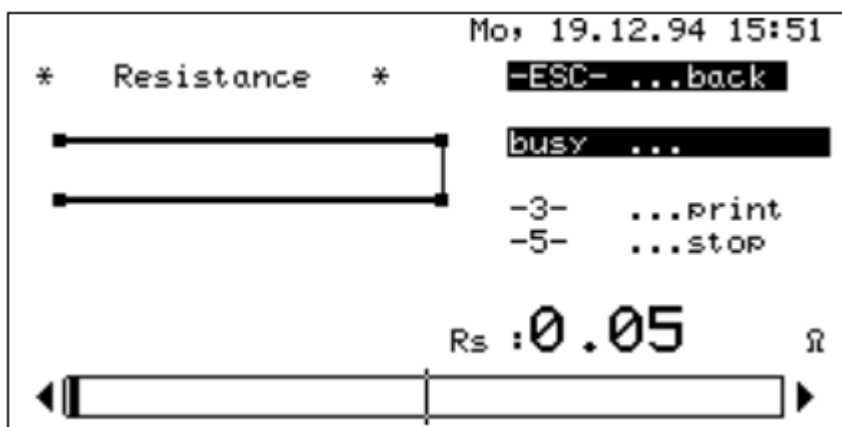 Mo, 19.12.94 15:51
* Resistance *
-ESC- ...back
busy ...
-3- ...print
-5- ...stop
Rs :0.05 Ω